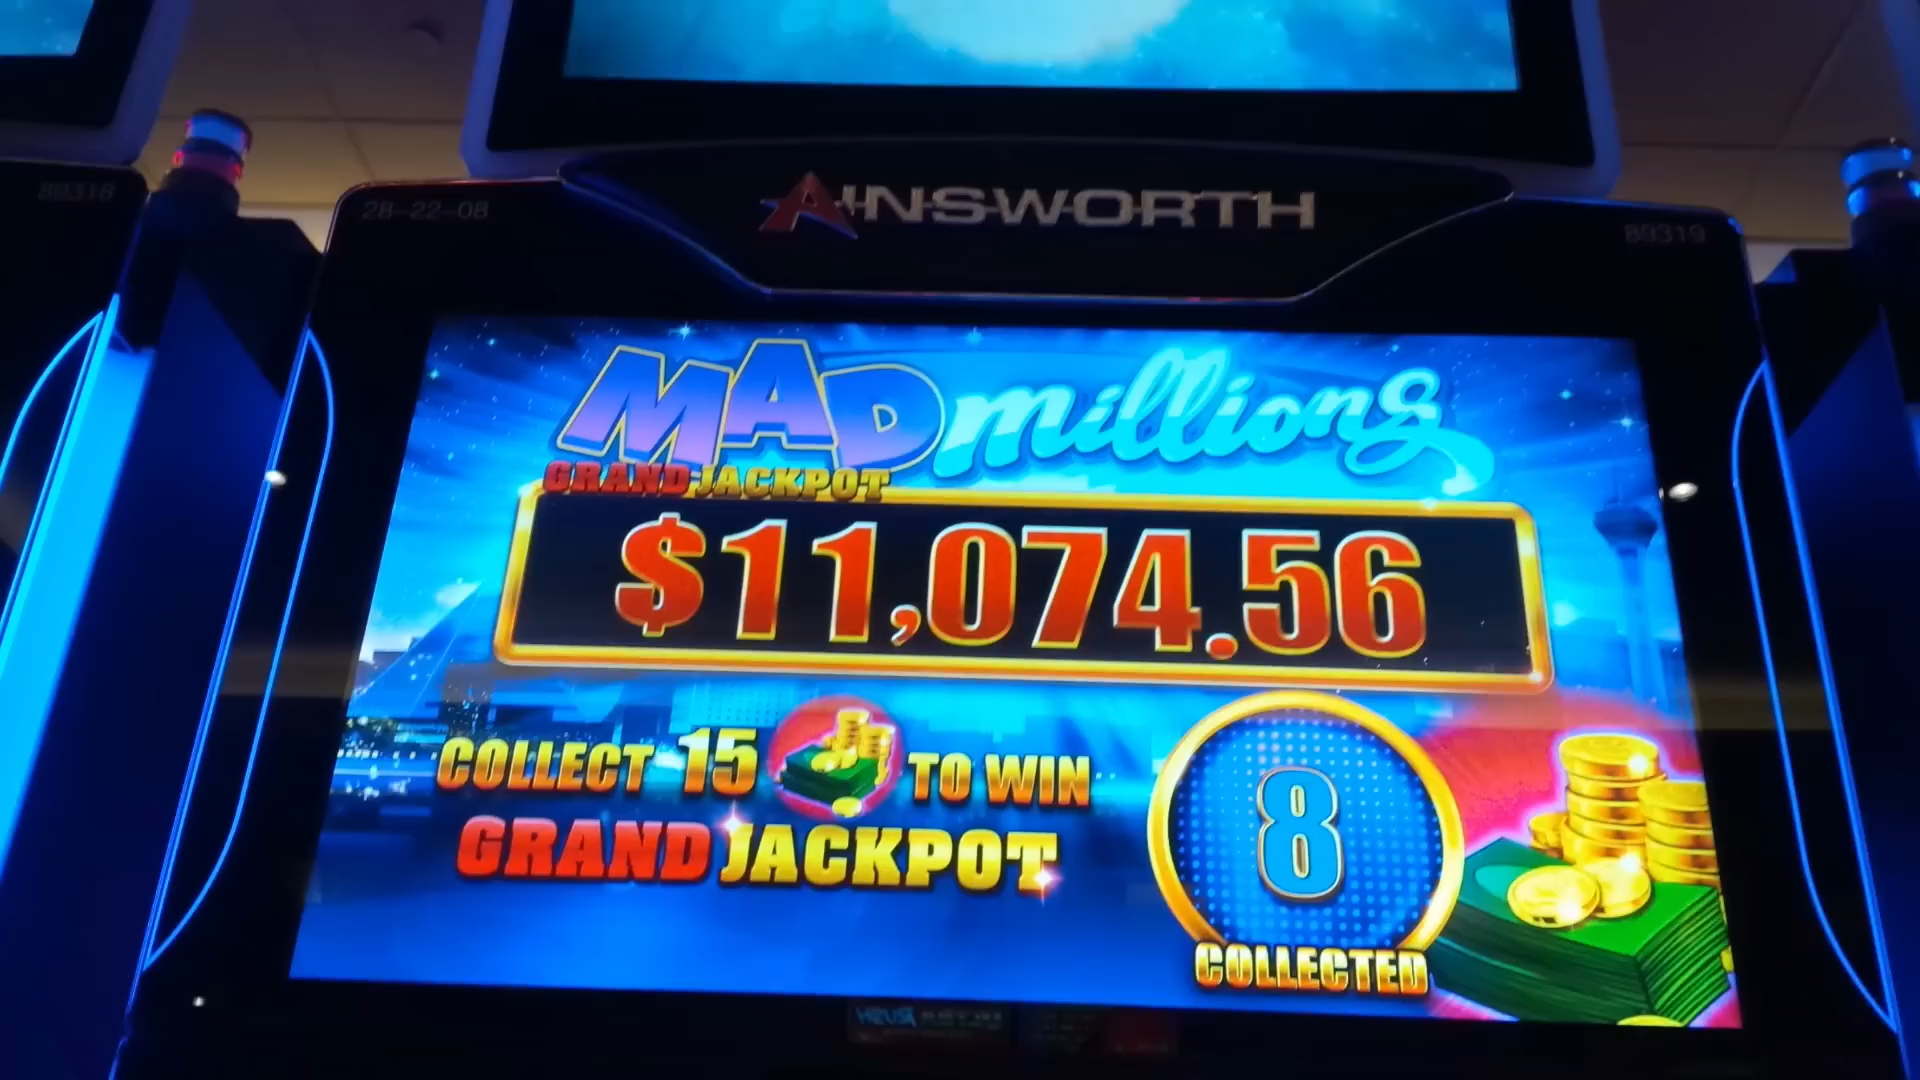 AINSWORTH
89318
28-22-08
89319
MAD millions
GRAND JACKPOT
$11,074.56
COLLECT 15 TO WIN
GRAND JACKPOT
8
COLLECTED